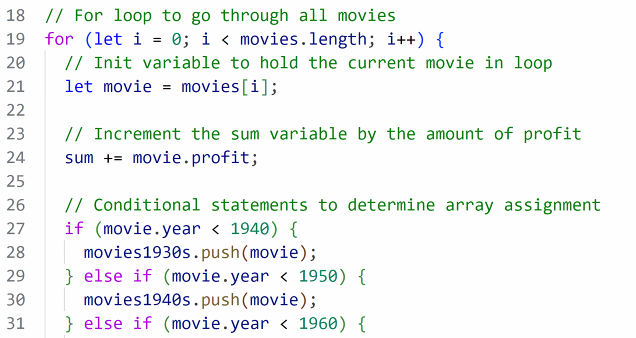 18 // For loop to go through all movies
19 for (let i = 0; i < movies.length; i++) {
20   // Init variable to hold the current movie in loop
21   let movie = movies[i];
22
23   // Increment the sum variable by the amount of profit
24   sum += movie.profit;
25
26   // Conditional statements to determine array assignment
27   if (movie.year < 1940) {
28     movies1930s.push(movie);
29   } else if (movie.year < 1950) {
30     movies1940s.push(movie);
31   } else if (movie.year < 1960) {